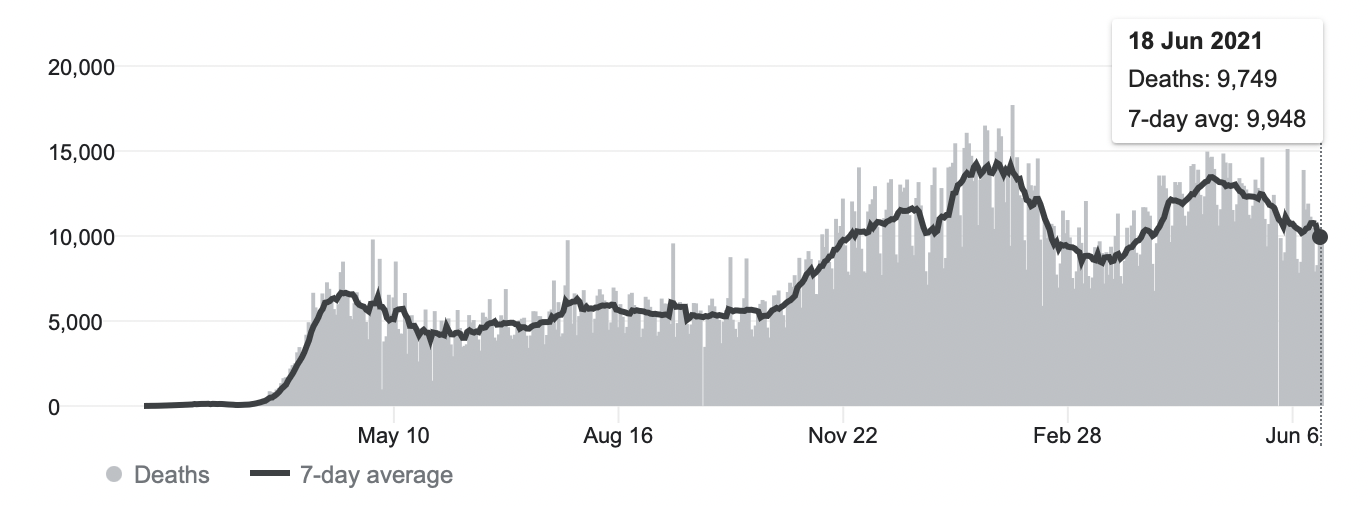 18 Jun 2021
Deaths: 9,749
7-day avg: 9,948
20,000
15,000
10,000
5,000
0
May 10
Aug 16
Nov 22
Feb 28
Jun 6
Deaths
7-day average